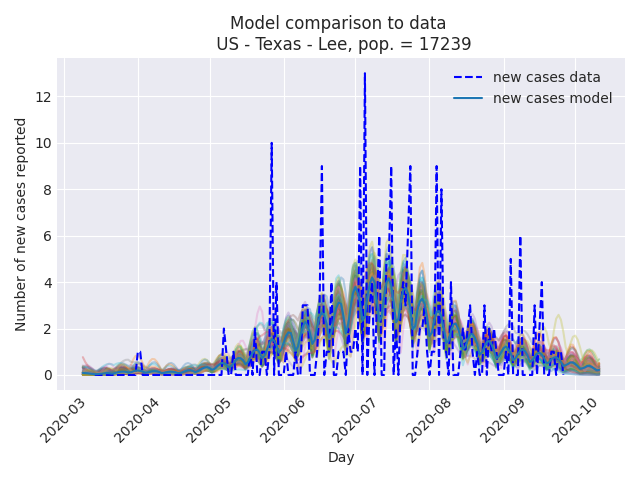 Model comparison to data
US - Texas - Lee, pop. = 17239
new cases data
new cases model
Number of new cases reported
12
10
8
6
4
2
0
2020-03
2020-04
2020-05
2020-06
2020-07
2020-08
2020-09
2020-10
Day